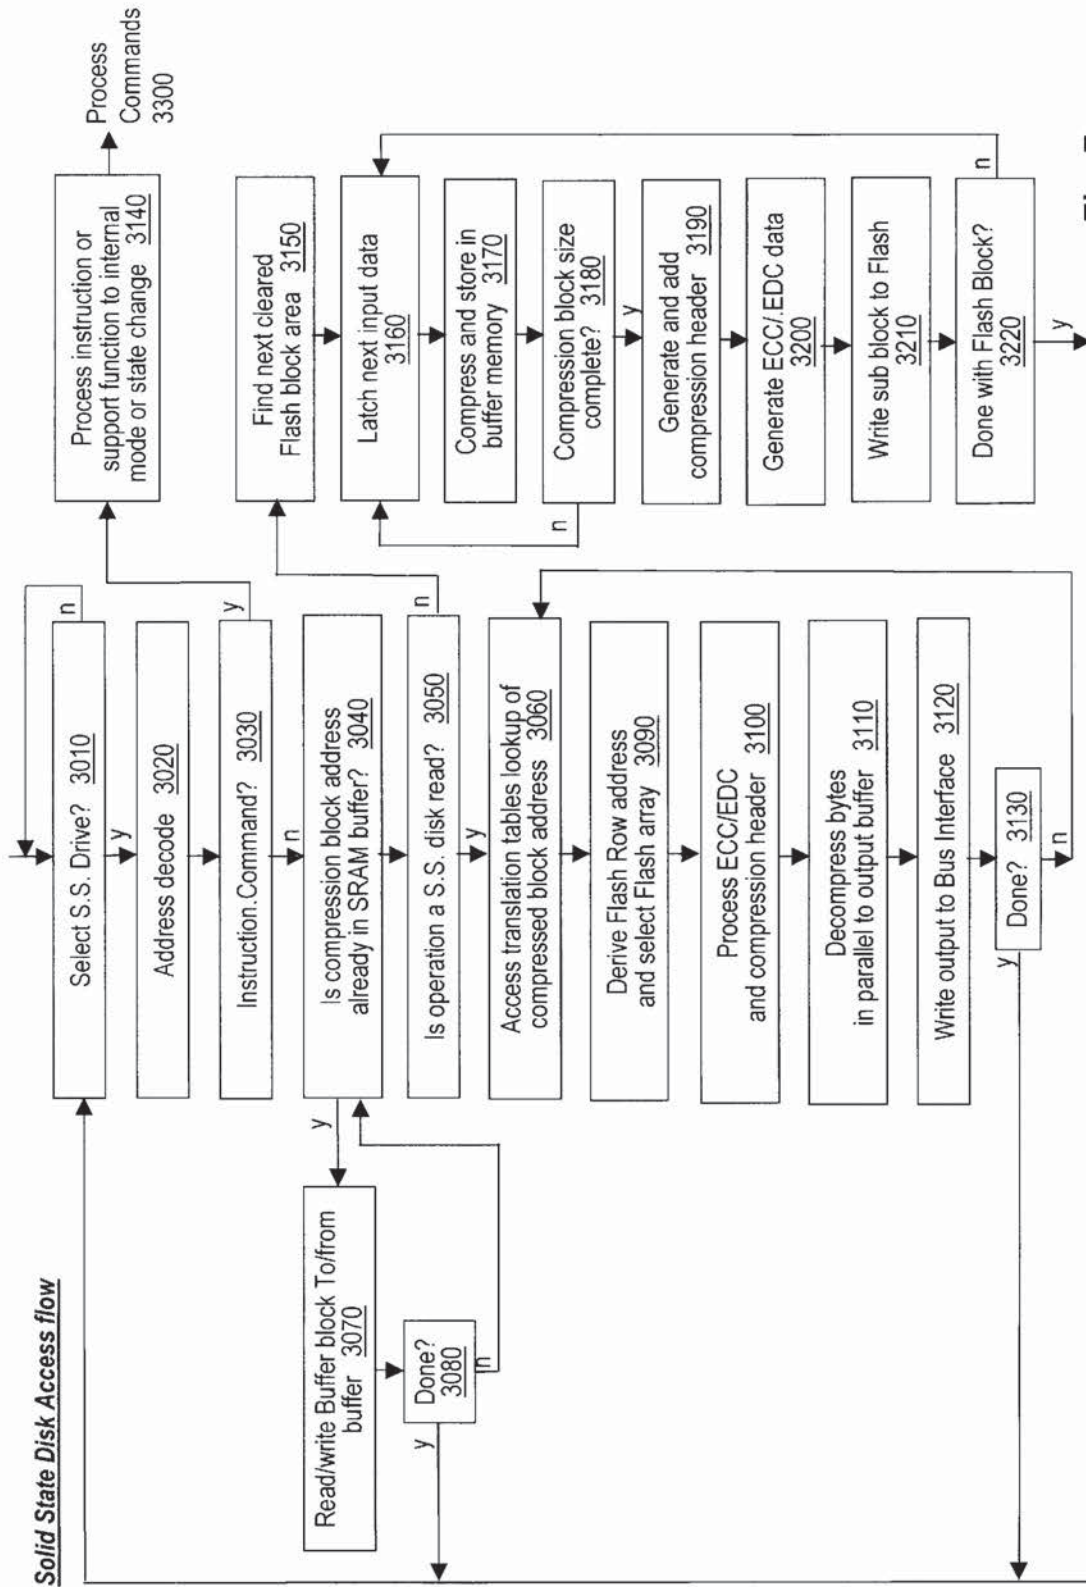 Solid State Disk Access flow
Select S.S. Drive? 3010
n
y
Address decode 3020
Instruction.Command? 3030
y
n
Is compression block address
already in SRAM buffer? 3040
y
Read/write Buffer block To/from
buffer 3070
Done?
3080
y
n
Is operation a S.S. disk read? 3050
n
y
Access translation tables lookup of
compressed block address 3060
Derive Flash Row address
and select Flash array 3090
Process ECC/EDC
and compression header 3100
Decompress bytes
in parallel to output buffer 3110
Write output to Bus Interface 3120
Done? 3130
y
n
Process instruction or
support function to internal
mode or state change 3140
Process
Commands
3300
Find next cleared
Flash block area 3150
Latch next input data
3160
Compress and store in
buffer memory 3170
Compression block size
complete? 3180
n
y
Generate and add
compression header 3190
Generate ECC/.EDC data
3200
Write sub block to Flash
3210
Done with Flash Block?
3220
n
y